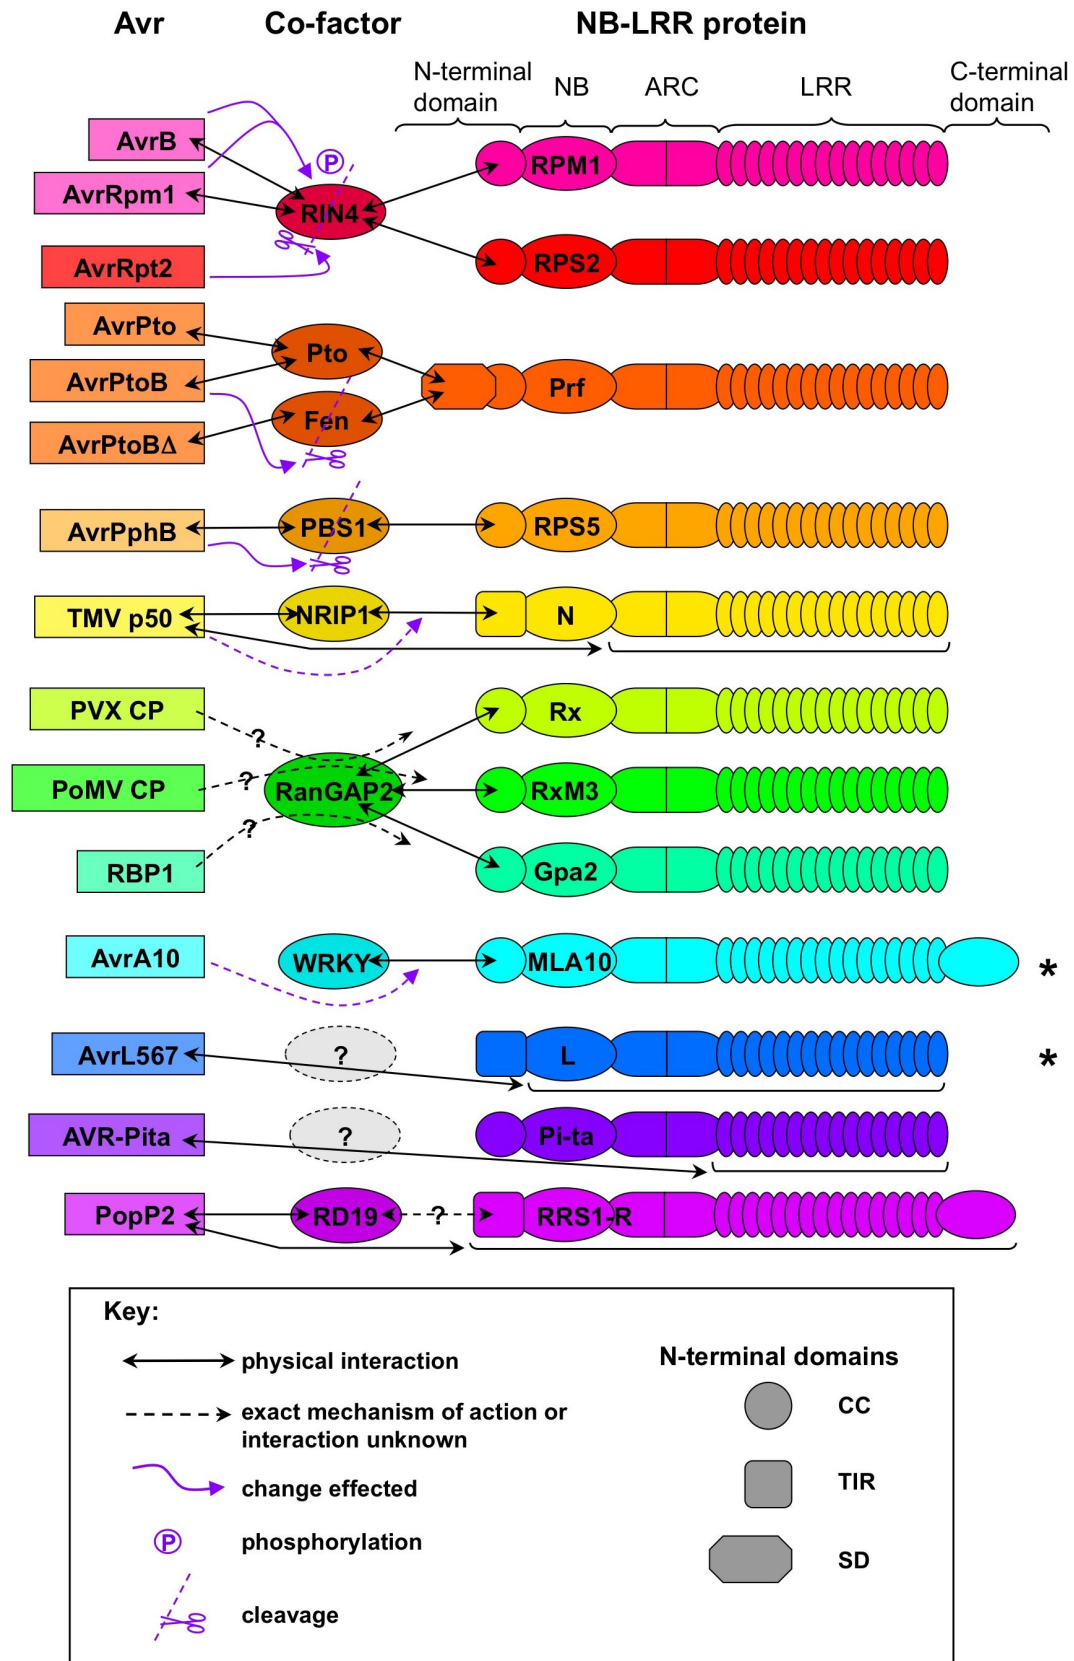 Avr Co-factor NB-LRR protein
N-terminal domain NB ARC LRR C-terminal domain
AvrB
P
RPM1
AvrRpm1
RIN4
AvrRpt2
RPS2
AvrPto
Pto
AvrPtoB
Prf
Fen
AvrPtoBΔ
AvrPphB PBS1 RPS5
TMV p50 NRIP1 N
PVX CP Rx
?
PoMV CP ? RanGAP2 RxM3
?
RBP1 Gpa2
AvrA10 WRKY MLA10 *
AvrL567 ? L *
AVR-Pita ? Pi-ta
PopP2 RD19 ? RRS1-R
Key:
physical interaction
exact mechanism of action or
interaction unknown
change effected
P phosphorylation
cleavage
N-terminal domains
CC
TIR
SD